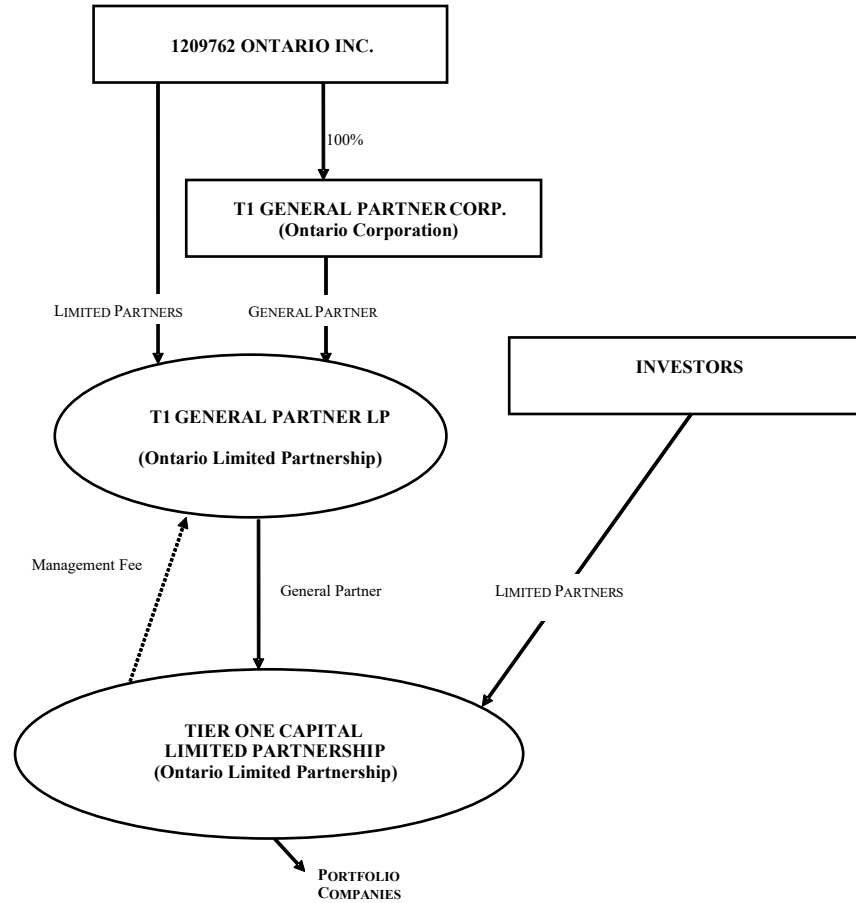 1209762 ONTARIO INC.
100%
T1 GENERAL PARTNER CORP.
(Ontario Corporation)
LIMITED PARTNERS
GENERAL PARTNER
INVESTORS
T1 GENERAL PARTNER LP
(Ontario Limited Partnership)
Management Fee
General Partner
LIMITED PARTNERS
TIER ONE CAPITAL
LIMITED PARTNERSHIP
(Ontario Limited Partnership)
PORTFOLIO
COMPANIES